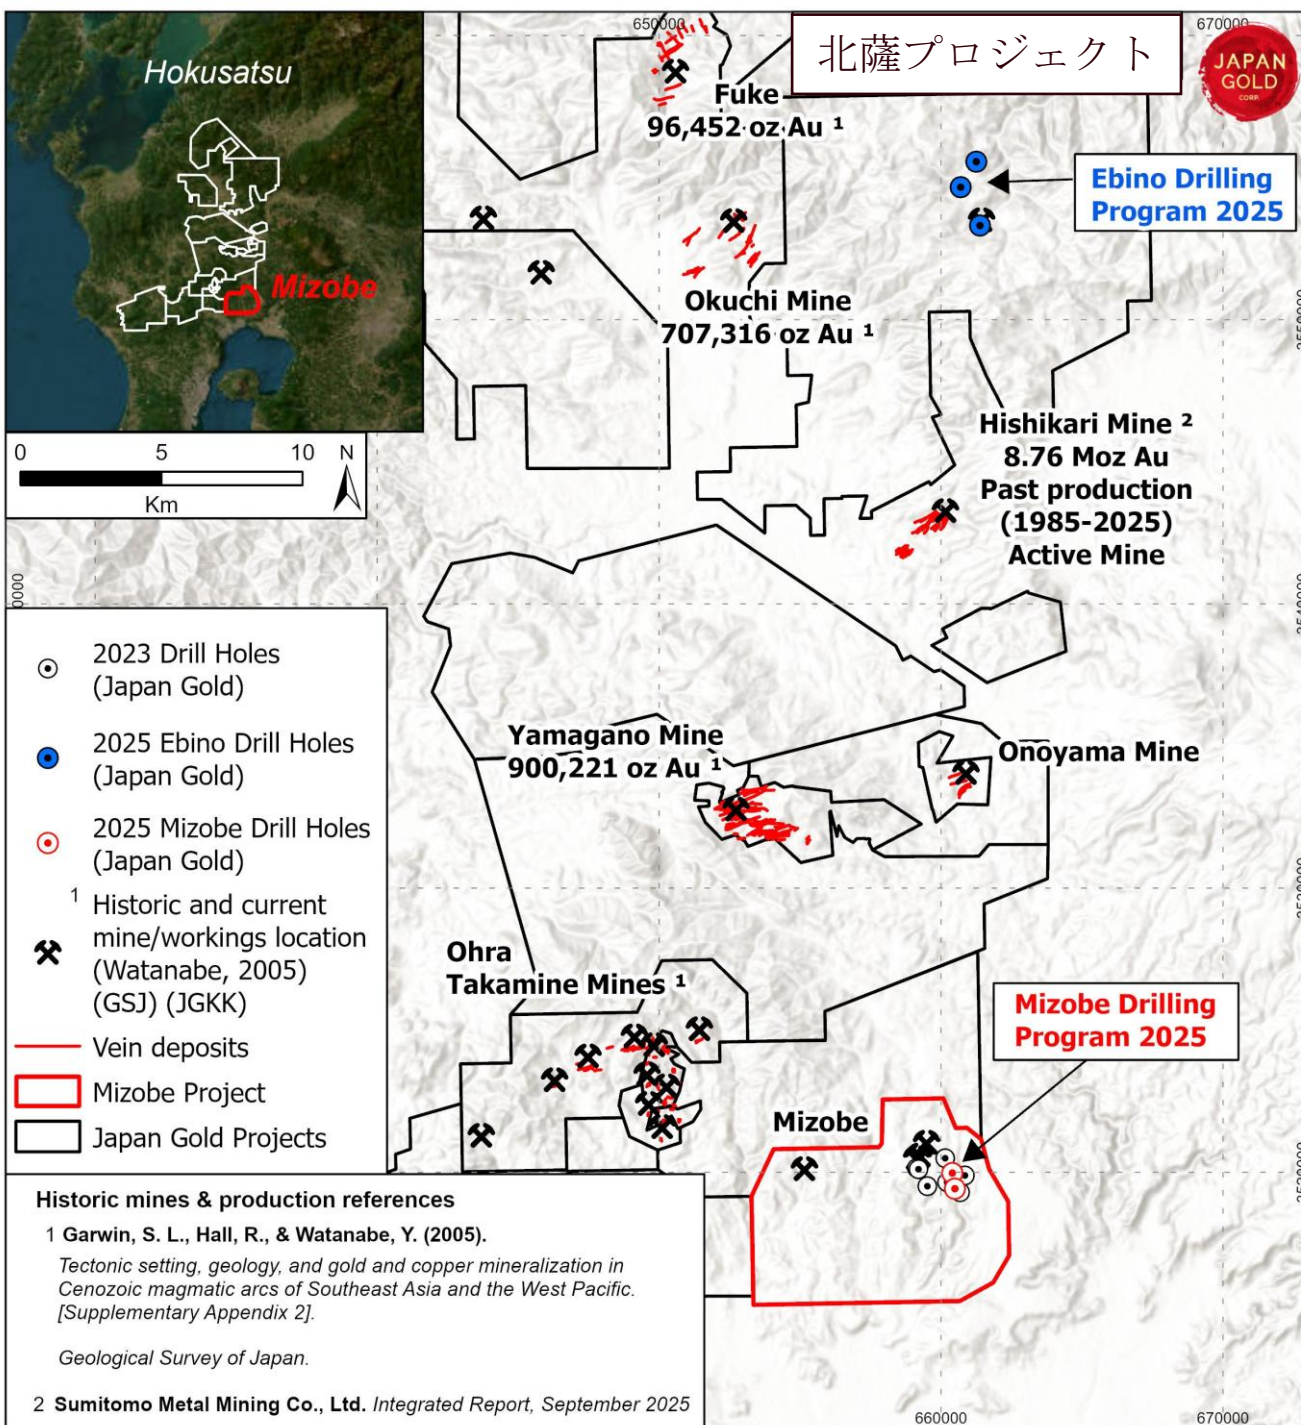 650000
670000
北薩プロジェクト
JAPAN
GOLD
CORP.
Hokusatsu
Mizobe
Fuke
96,452 oz Au ¹
Ebino Drilling
Program 2025
Okuchi Mine
707,316 oz Au ¹
3550000
0
5
10
N
Km
Hishikari Mine ²
8.76 Moz Au
Past production
(1985-2025)
Active Mine
3540000
2023 Drill Holes
(Japan Gold)
2025 Ebino Drill Holes
(Japan Gold)
2025 Mizobe Drill Holes
(Japan Gold)
1 Historic and current
mine/workings location
(Watanabe, 2005)
(GSJ) (JGKK)
Vein deposits
Mizobe Project
Japan Gold Projects
Yamagano Mine
900,221 oz Au ¹
Onoyama Mine
3530000
Ohra
Takamine Mines ¹
Mizobe Drilling
Program 2025
Mizobe
3520000
Historic mines & production references
1 Garwin, S. L., Hall, R., & Watanabe, Y. (2005).
Tectonic setting, geology, and gold and copper mineralization in
Cenozoic magmatic arcs of Southeast Asia and the West Pacific.
[Supplementary Appendix 2].
Geological Survey of Japan.
2 Sumitomo Metal Mining Co., Ltd. Integrated Report, September 2025
660000
670000